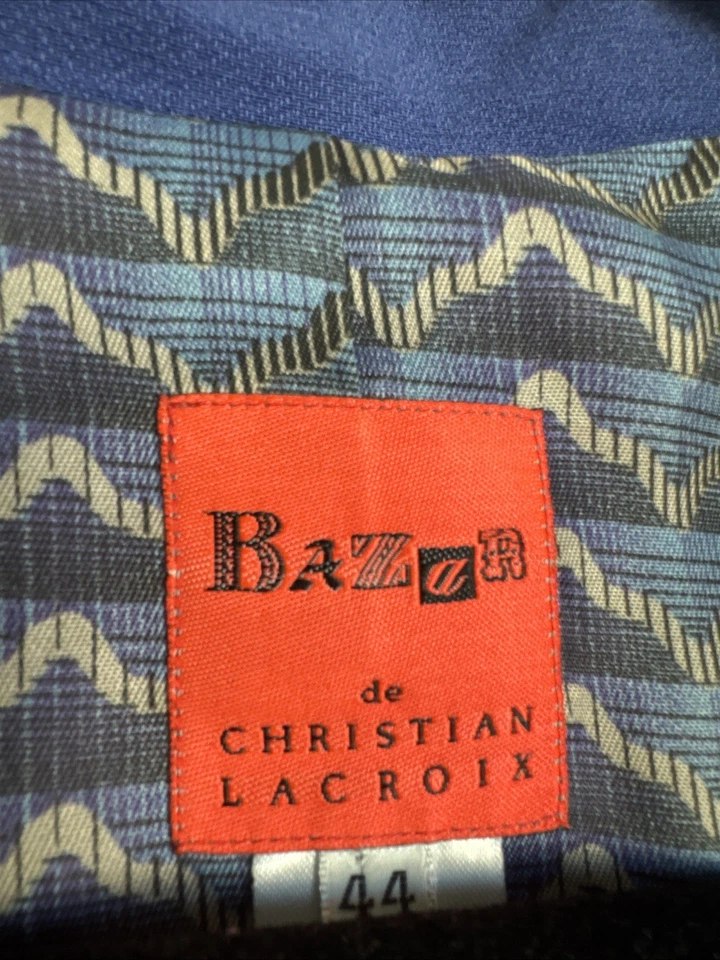 BAZaR
de
CHRISTIAN
LACROIX
44